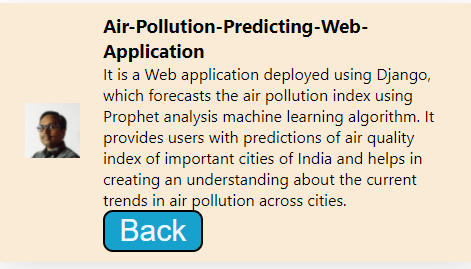 Air-Pollution-Predicting-Web-
Application
It is a Web application deployed using Django,
which forecasts the air pollution index using
Prophet analysis machine learning algorithm. It
provides users with predictions of air quality
index of important cities of India and helps in
creating an understanding about the current
trends in air pollution across cities.
Back